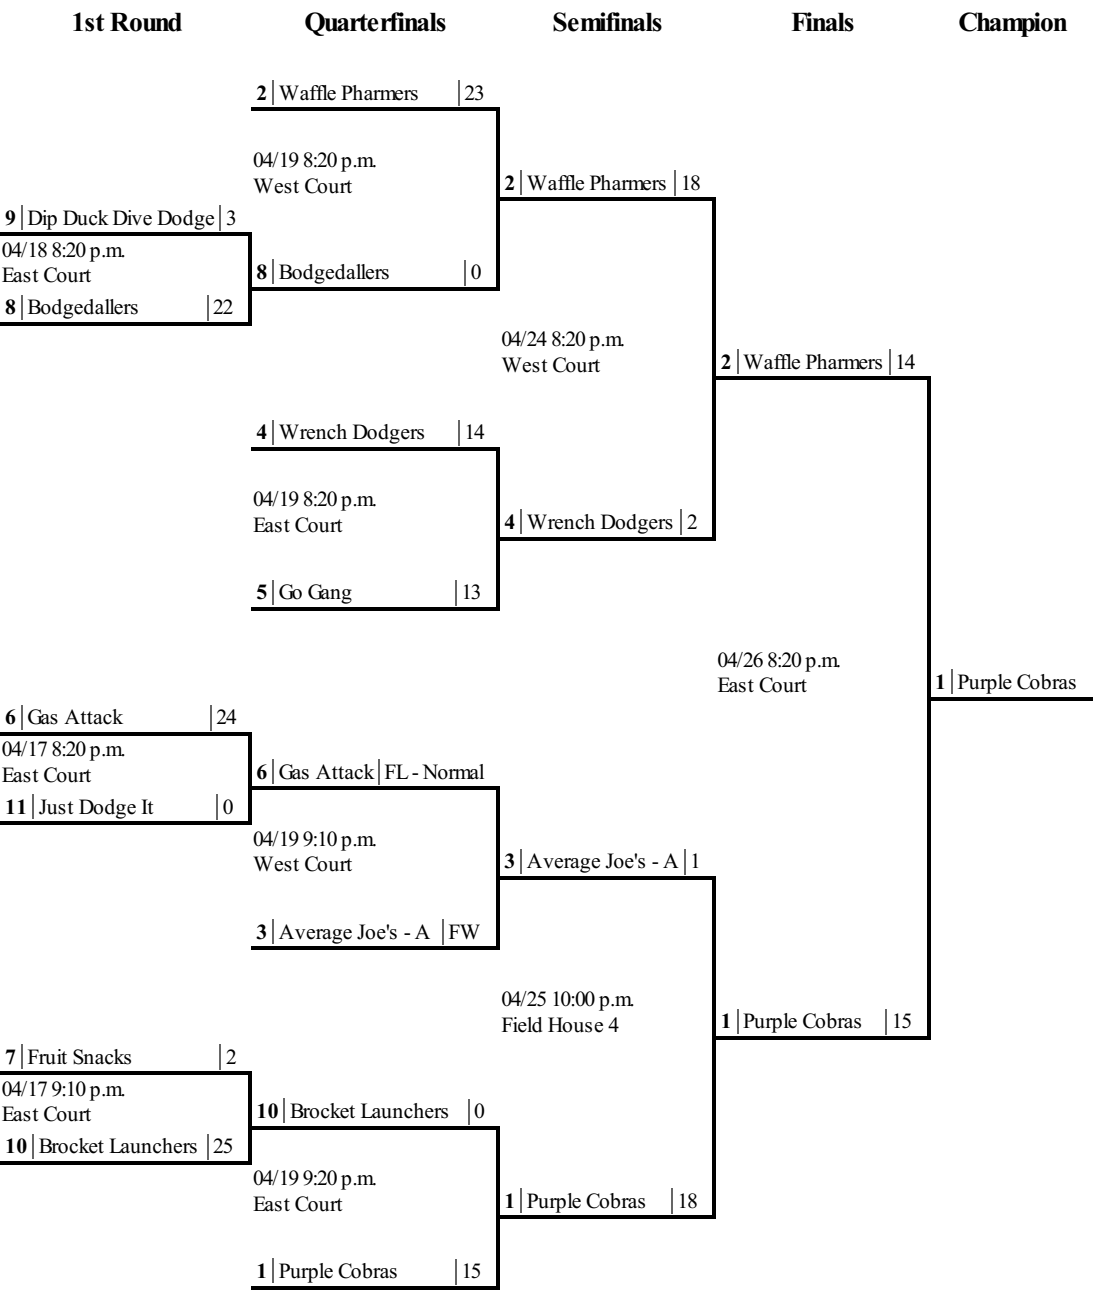 1st Round Quarterfinals Semifinals Finals Champion
2 Waffle Pharmers 23
04/19 8:20 p.m.
West Court
2 Waffle Pharmers 18
9 Dip Duck Dive Dodge 3
04/18 8:20 p.m.
East Court
8 Bodgedallers 0
8 Bodgedallers 22
04/24 8:20 p.m.
West Court
2 Waffle Pharmers 14
4 Wrench Dodgers 14
04/19 8:20 p.m.
East Court
4 Wrench Dodgers 2
5 Go Gang 13
04/26 8:20 p.m.
East Court
1 Purple Cobras
6 Gas Attack 24
04/17 8:20 p.m.
East Court
6 Gas Attack FL - Normal
11 Just Dodge It 0
04/19 9:10 p.m.
West Court
3 Average Joe's - A 1
3 Average Joe's - A FW
04/25 10:00 p.m.
Field House 4
1 Purple Cobras 15
7 Fruit Snacks 2
04/17 9:10 p.m.
East Court
10 Brocket Launchers 0
10 Brocket Launchers 25
04/19 9:20 p.m.
East Court
1 Purple Cobras 18
1 Purple Cobras 15